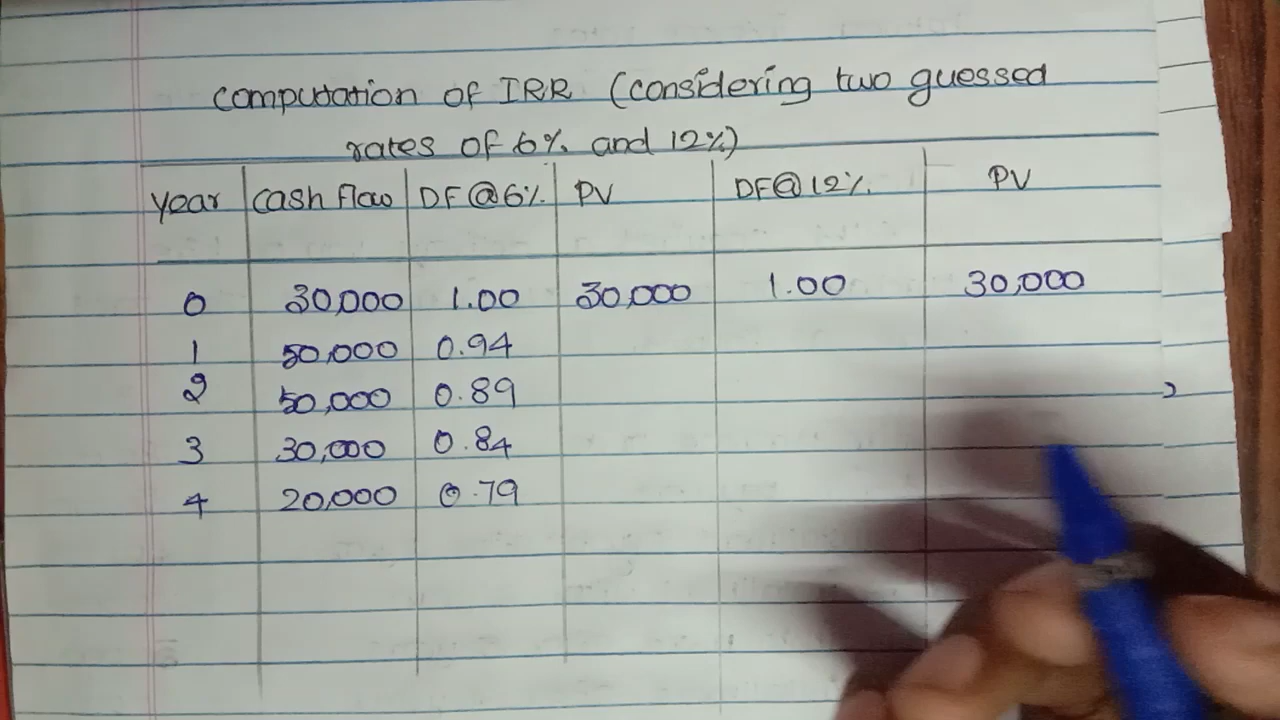 Computation of IRR (Considering two guessed
rates of 6% and 12%)
Year Cash Flow DF@6% PV DF@12% PV
0 30,000 1.00 30,000 1.00 30,000
1 50,000 0.94
2 50,000 0.89
3 30,000 0.84
4 20,000 0.79